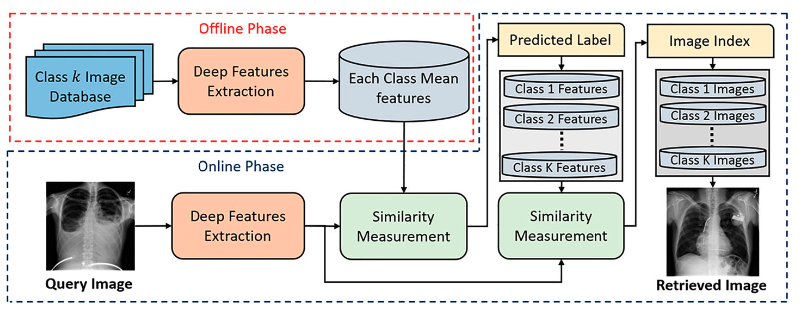 Offline Phase
Class k Image
Database
Deep Features
Extraction
Each Class Mean
features
Predicted Label
Class 1 Features
Class 2 Features
Class K Features
Image Index
Class 1 Images
Class 2 Images
Class K Images
Online Phase
Query Image
Deep Features
Extraction
Similarity
Measurement
Similarity
Measurement
Retrieved Image